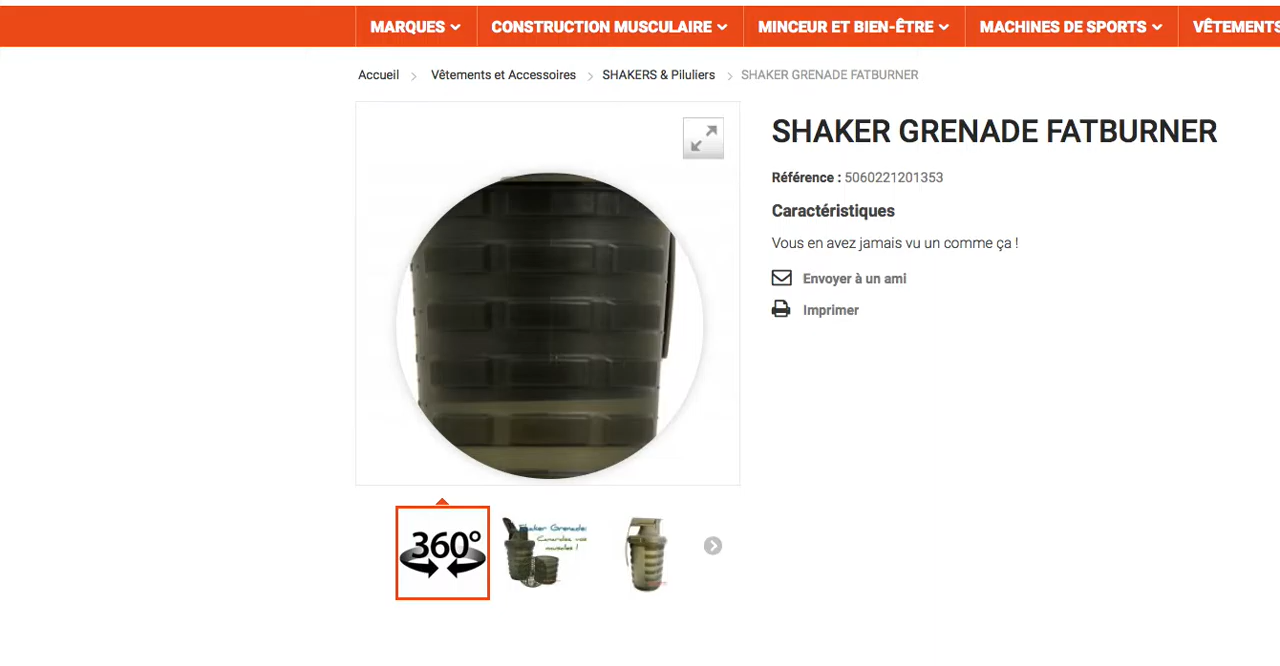 MARQUES CONSTRUCTION MUSCULAIRE MINCEUR ET BIEN-ÊTRE MACHINES DE SPORTS VÊTEMENTS
Accueil > Vêtements et Accessoires > SHAKERS & Piluliers > SHAKER GRENADE FATBURNER
SHAKER GRENADE FATBURNER
Référence : 5060221201353
Caractéristiques
Vous en avez jamais vu un comme ça !
Envoyer à un ami
Imprimer
360°
Shaker Grenade:
vos
muscles !